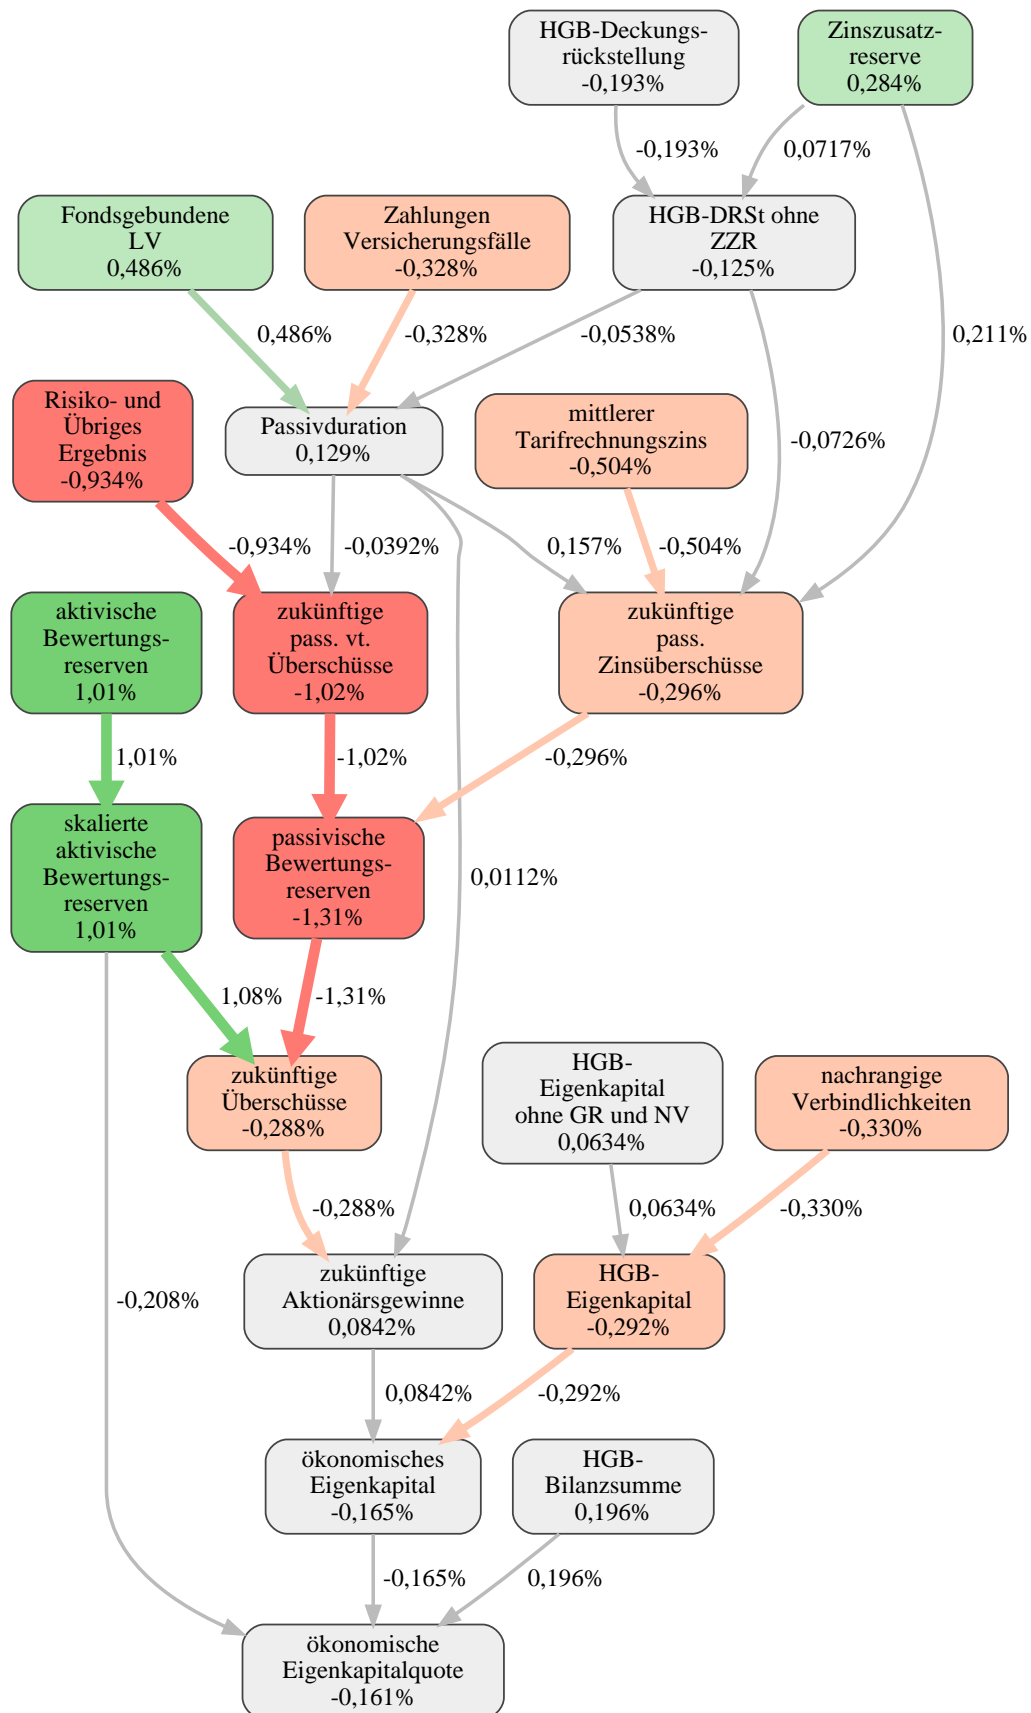 HGB-Deckungs-
rückstellung
-0,193%
Zinszusatz-
reserve
0,284%
-0,193%
0,0717%
Fondsgebundene
LV
0,486%
Zahlungen
Versicherungsfälle
-0,328%
HGB-DRSt ohne
ZZR
-0,125%
0,486%
-0,328%
-0,0538%
0,211%
Risiko- und
Übriges
Ergebnis
-0,934%
Passivduration
0,129%
mittlerer
Tarifrechnungszins
-0,504%
-0,0726%
-0,934%
-0,0392%
0,157%
-0,504%
aktivische
Bewertungs-
reserven
1,01%
zukünftige
pass. vt.
Überschüsse
-1,02%
zukünftige
pass.
Zinsüberschüsse
-0,296%
1,01%
-1,02%
-0,296%
skalierte
aktivische
Bewertungs-
reserven
1,01%
passivische
Bewertungs-
reserven
-1,31%
0,0112%
1,08%
-1,31%
zukünftige
Überschüsse
-0,288%
HGB-
Eigenkapital
ohne GR und NV
0,0634%
nachrangige
Verbindlichkeiten
-0,330%
-0,288%
0,0634%
-0,330%
-0,208%
zukünftige
Aktionärsgewinne
0,0842%
HGB-
Eigenkapital
-0,292%
0,0842%
-0,292%
ökonomisches
Eigenkapital
-0,165%
HGB-
Bilanzsumme
0,196%
-0,165%
0,196%
ökonomische
Eigenkapitalquote
-0,161%